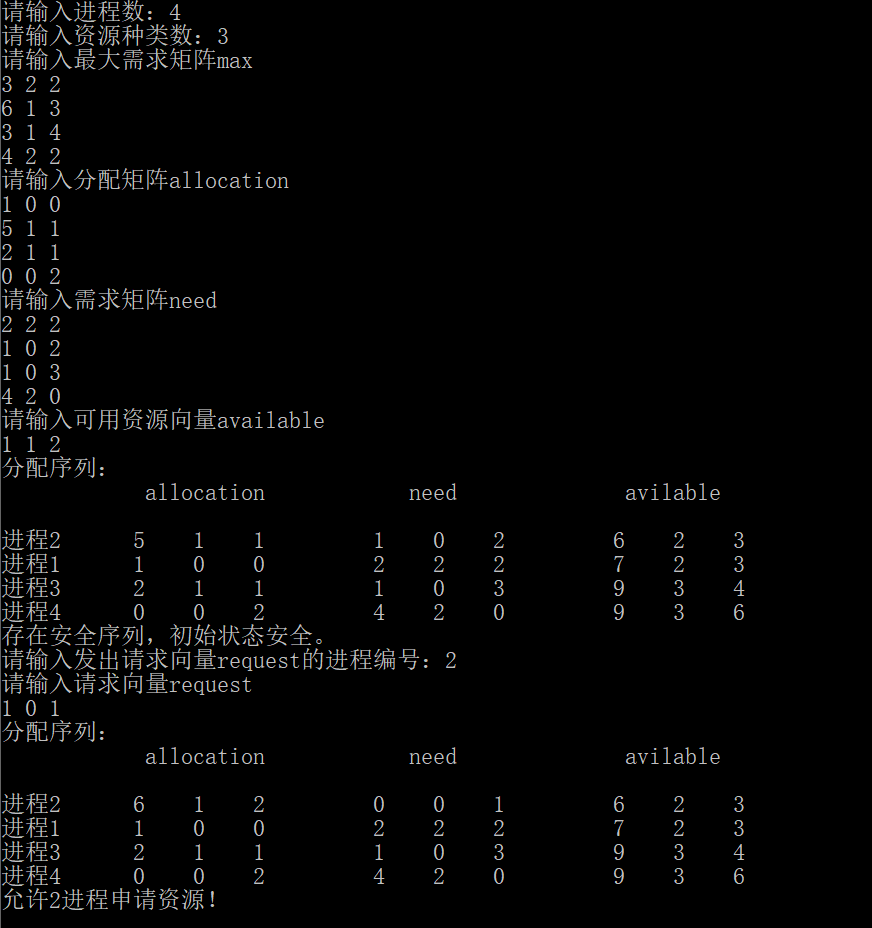 请输入进程数：4
请输入资源种类数：3
请输入最大需求矩阵max
3 2 2
6 1 3
3 1 4
4 2 2
请输入分配矩阵allocation
1 0 0
5 1 1
2 1 1
0 0 2
请输入需求矩阵need
2 2 2
1 0 2
1 0 3
4 2 0
请输入可用资源向量available
1 1 2
分配序列：
allocation need avilable
进程2 5 1 1 1 0 2 6 2 3
进程1 1 0 0 2 2 2 7 2 3
进程3 2 1 1 1 0 3 9 3 4
进程4 0 0 2 4 2 0 9 3 6
存在安全序列，初始状态安全。
请输入发出请求向量request的进程编号：2
请输入请求向量request
1 0 1
分配序列：
allocation need avilable
进程2 6 1 2 0 0 1 6 2 3
进程1 1 0 0 2 2 2 7 2 3
进程3 2 1 1 1 0 3 9 3 4
进程4 0 0 2 4 2 0 9 3 6
允许2进程申请资源！